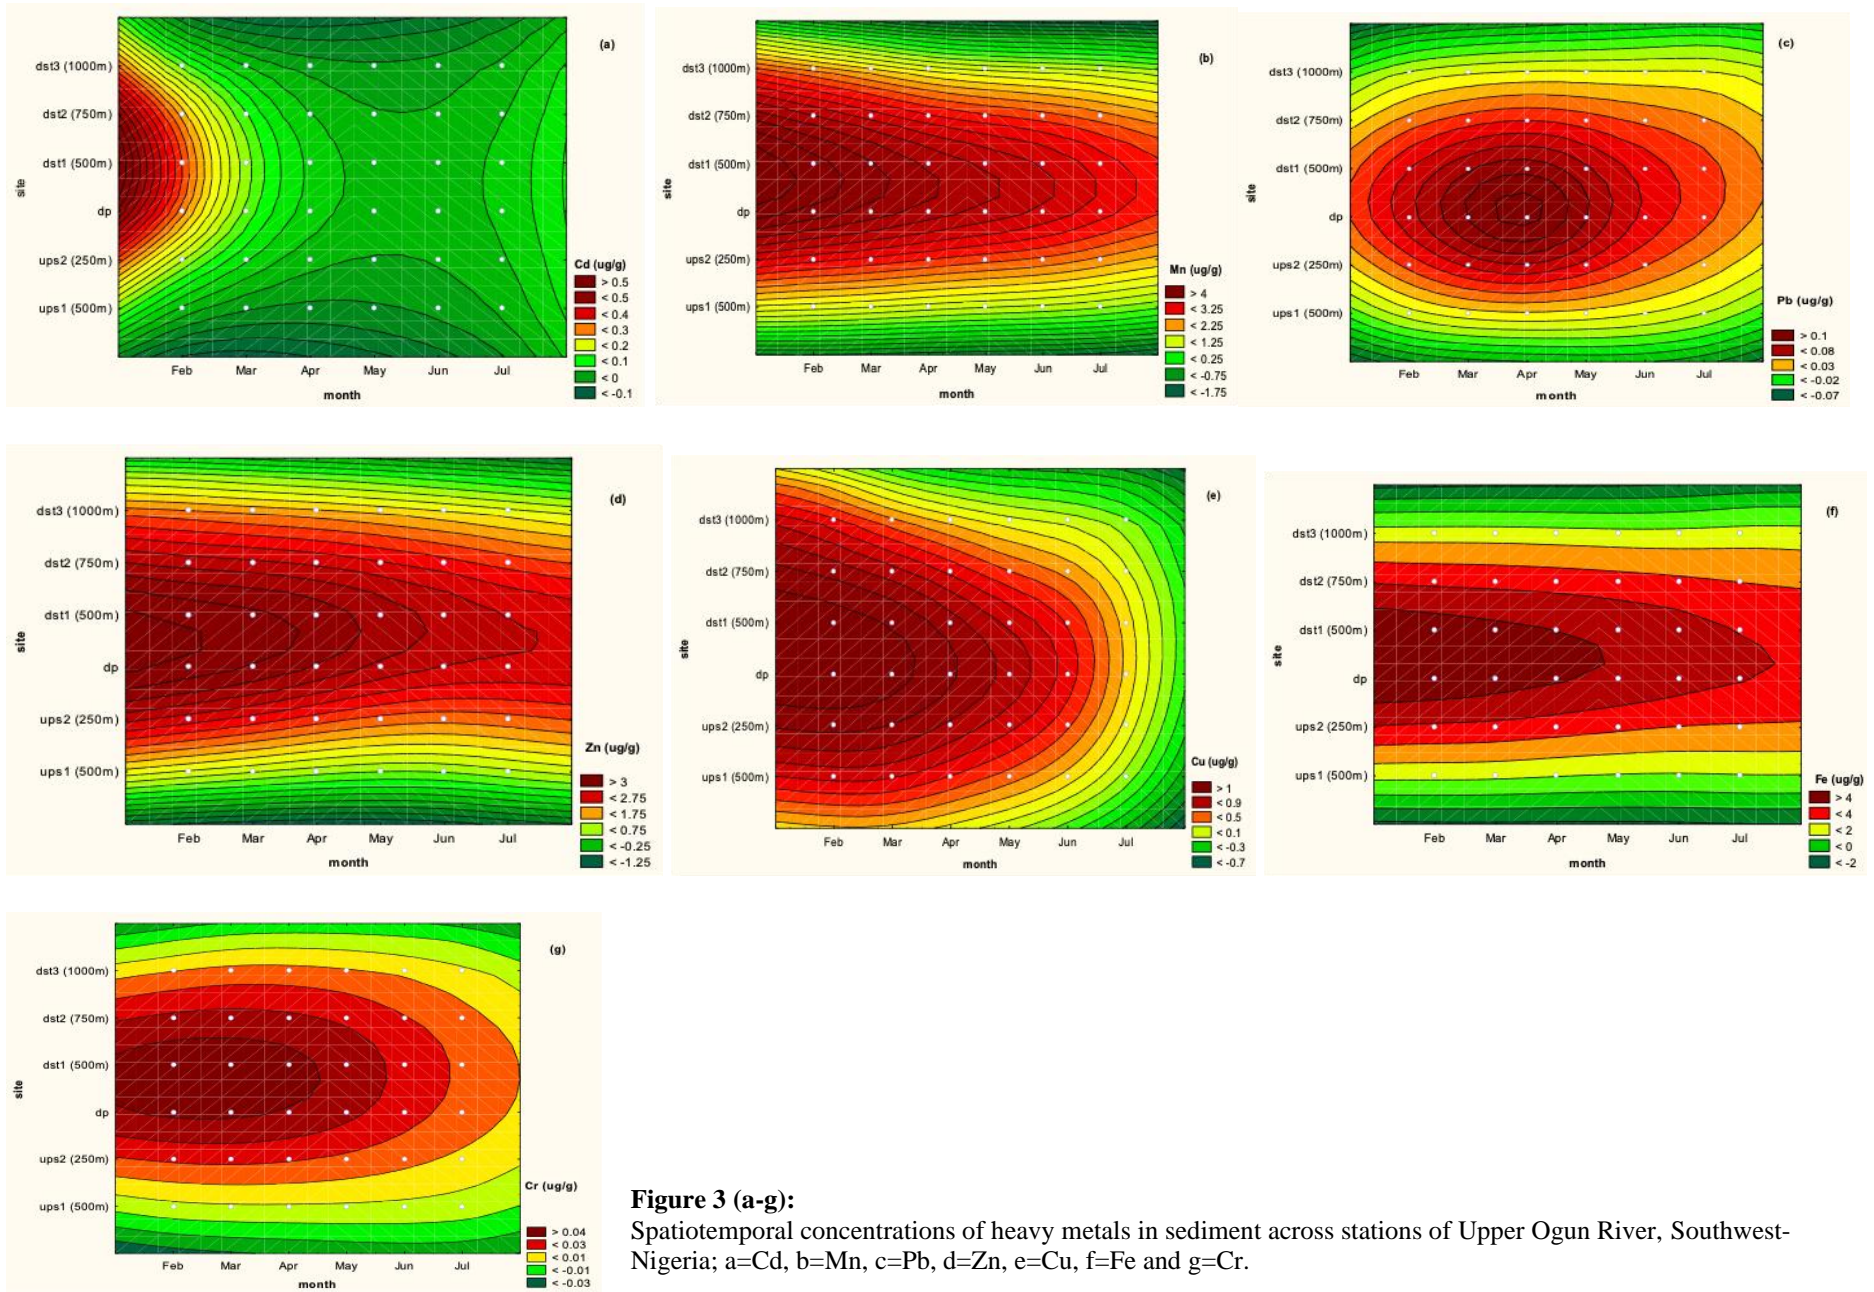 (a)
dst3 (1000m)
dst2 (750m)
dst1 (500m)
dp
ups2 (250m)
ups1 (500m)
site
Feb Mar Apr May Jun Jul
month
Cd (ug/g)
> 0.5
< 0.5
< 0.4
< 0.3
< 0.2
< 0.1
< 0
< -0.1
(b)
dst3 (1000m)
dst2 (750m)
dst1 (500m)
dp
ups2 (250m)
ups1 (500m)
site
Feb Mar Apr May Jun Jul
month
Mn (ug/g)
> 4
< 3.25
< 2.25
< 1.25
< 0.25
< -0.75
< -1.75
(c)
dst3 (1000m)
dst2 (750m)
dst1 (500m)
dp
ups2 (250m)
ups1 (500m)
site
Feb Mar Apr May Jun Jul
month
Pb (ug/g)
> 0.1
< 0.08
< 0.03
< -0.02
< -0.07
(d)
dst3 (1000m)
dst2 (750m)
dst1 (500m)
dp
ups2 (250m)
ups1 (500m)
site
Feb Mar Apr May Jun Jul
month
Zn (ug/g)
> 3
< 2.75
< 1.75
< 0.75
< -0.25
< -1.25
(e)
dst3 (1000m)
dst2 (750m)
dst1 (500m)
dp
ups2 (250m)
ups1 (500m)
site
Feb Mar Apr May Jun Jul
month
Cu (ug/g)
> 1
< 0.9
< 0.5
< 0.1
< -0.3
< -0.7
(f)
dst3 (1000m)
dst2 (750m)
dst1 (500m)
dp
ups2 (250m)
ups1 (500m)
site
Feb Mar Apr May Jun Jul
month
Fe (ug/g)
> 4
< 4
< 2
< 0
< -2
(g)
dst3 (1000m)
dst2 (750m)
dst1 (500m)
dp
ups2 (250m)
ups1 (500m)
site
Feb Mar Apr May Jun Jul
month
Cr (ug/g)
> 0.04
< 0.03
< 0.01
< -0.01
< -0.03
Figure 3 (a-g):
Spatiotemporal concentrations of heavy metals in sediment across stations of Upper Ogun River, Southwest-
Nigeria; a=Cd, b=Mn, c=Pb, d=Zn, e=Cu, f=Fe and g=Cr.